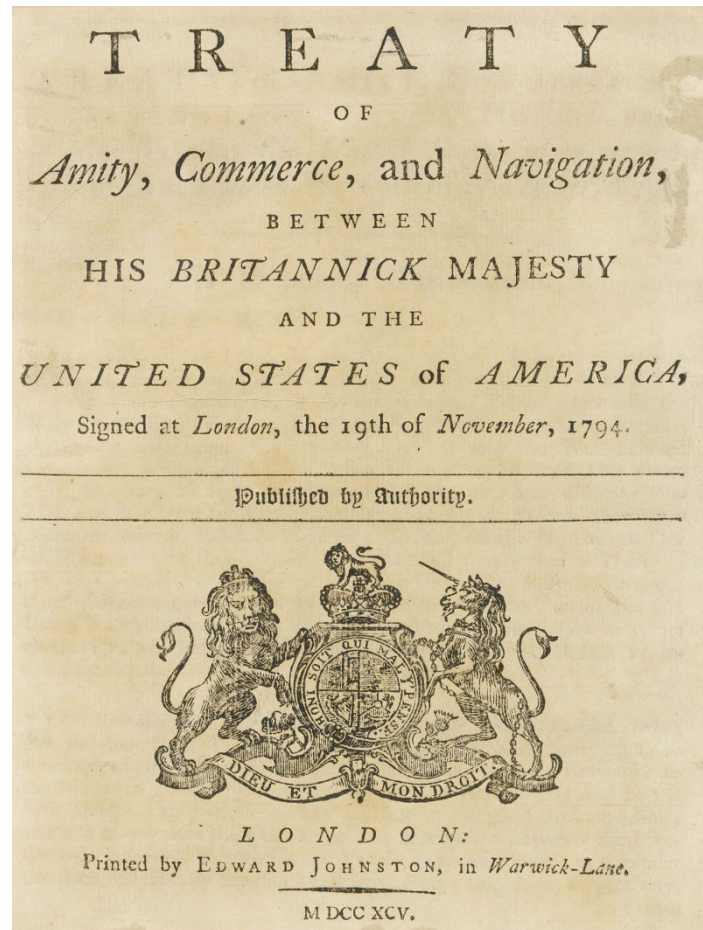 TREATY
OF
Amity, Commerce, and Navigation,
BETWEEN
HIS BRITANNICK MAJESTY
AND THE
UNITED STATES of AMERICA,
Signed at London, the 19th of November, 1794.
Publiſhed by Authority.
HONI SOIT QUI MAL Y PENSE
DIEU ET MON DROIT
LONDON:
Printed by EDWARD JOHNSTON, in Warwick-Lane.
M DCC XCV.